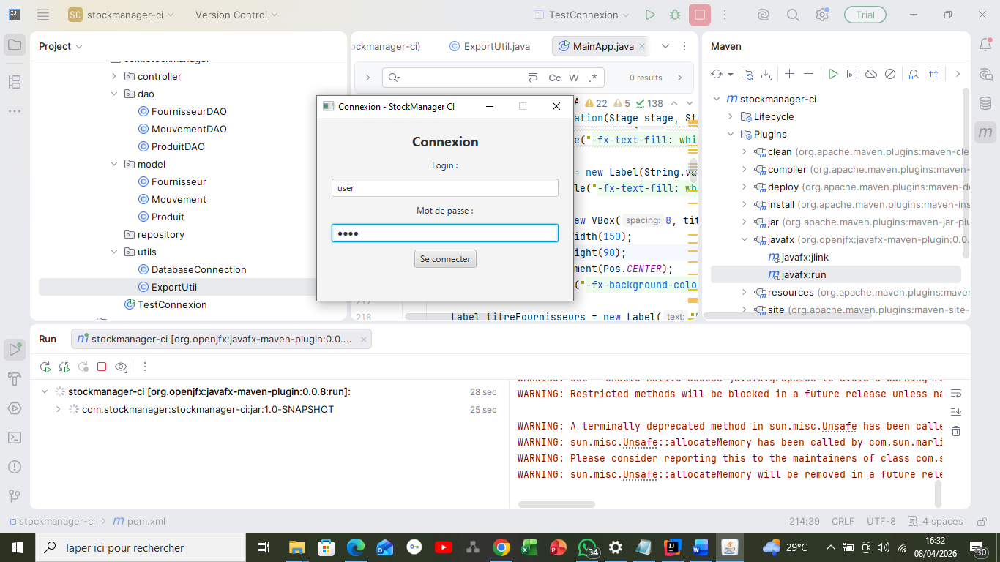 SC stockmanager-ci Version Control TestConnexion Trial
Project
controller
dao
FournisseurDAO
MouvementDAO
ProduitDAO
model
Fournisseur
Mouvement
Produit
repository
utils
DatabaseConnection
ExportUtil
TestConnexion
ockmanager-ci) ExportUtil.java MainApp.java
Cc W .* 0 results
22 5 138
ation(Stage stage, St
e("-fx-text-fill: whi
= new Label(String.va
le("-fx-text-fill: wh
ew VBox( spacing: 8, tit
idth(150);
ight(90);
ment(Pos.CENTER);
("-fx-background-colo
217
218 Label titreFournisseurs = new Label( text: "
Connexion - StockManager CI
Connexion
Login :
user
Mot de passe :
●●●●
Se connecter
Maven
stockmanager-ci
Lifecycle
Plugins
clean (org.apache.maven.plugins:maven-cle
compiler (org.apache.maven.plugins:maven-
deploy (org.apache.maven.plugins:maven-de
install (org.apache.maven.plugins:maven-ins
jar (org.apache.maven.plugins:maven-jar-plu
javafx (org.openjfx:javafx-maven-plugin:0.0.
javafx:jlink
javafx:run
resources (org.apache.maven.plugins:maven-
site (org.apache.maven.plugins:maven-site-
Run stockmanager-ci [org.openjfx:javafx-maven-plugin:0.0....
stockmanager-ci [org.openjfx:javafx-maven-plugin:0.0.8:run]: 28 sec
com.stockmanager:stockmanager-ci:jar:1.0-SNAPSHOT 25 sec
WARNING: Restricted methods will be blocked in a future release unless na
WARNING: A terminally deprecated method in sun.misc.Unsafe has been calle
WARNING: sun.misc.Unsafe::allocateMemory has been called by com.sun.marli
WARNING: Please consider reporting this to the maintainers of class com.s
WARNING: sun.misc.Unsafe::allocateMemory will be removed in a future rele
stockmanager-ci > pom.xml 214:39 CRLF UTF-8 4 spaces
Taper ici pour rechercher 34 29°C 16:32
08/04/2026 30